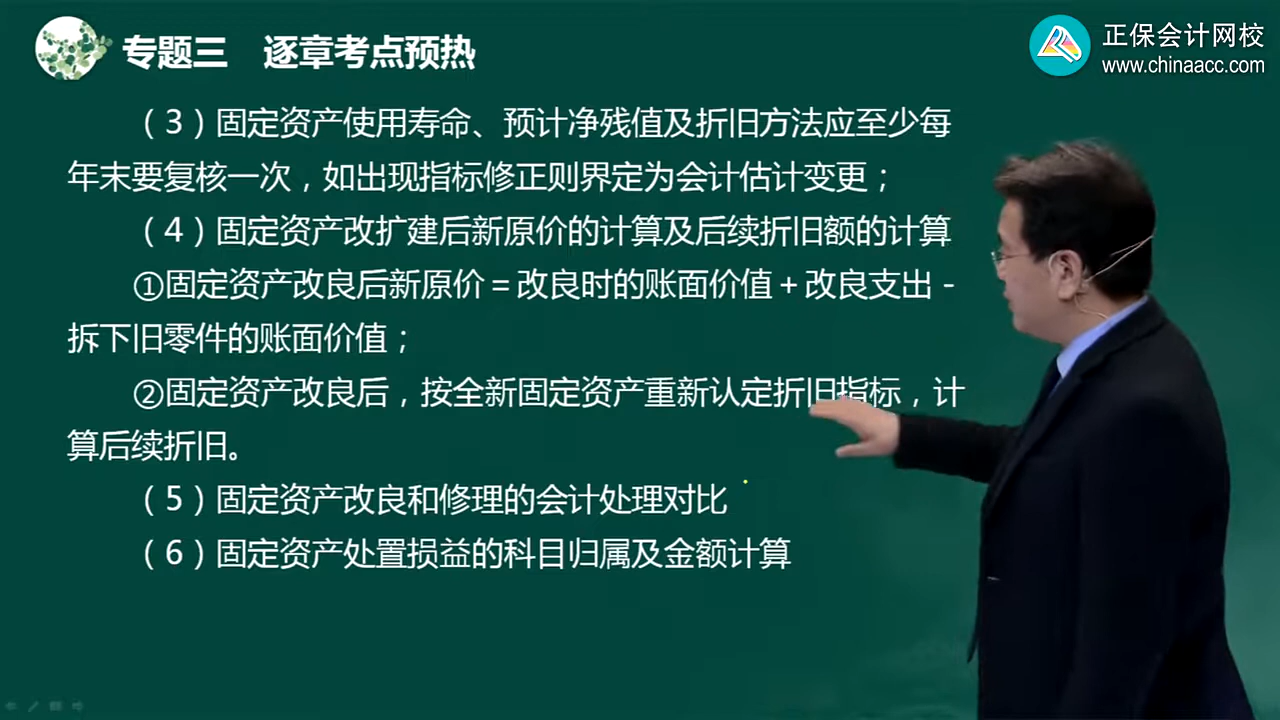 专题三 逐章考点预热
正保会计网校
www.chinaacc.com
（3）固定资产使用寿命、预计净残值及折旧方法应至少每
年末要复核一次，如出现指标修正则界定为会计估计变更；
（4）固定资产改扩建后新原价的计算及后续折旧额的计算
①固定资产改良后新原价＝改良时的账面价值＋改良支出－
拆下旧零件的账面价值；
②固定资产改良后，按全新固定资产重新认定折旧指标，计
算后续折旧。
（5）固定资产改良和修理的会计处理对比
（6）固定资产处置损益的科目归属及金额计算